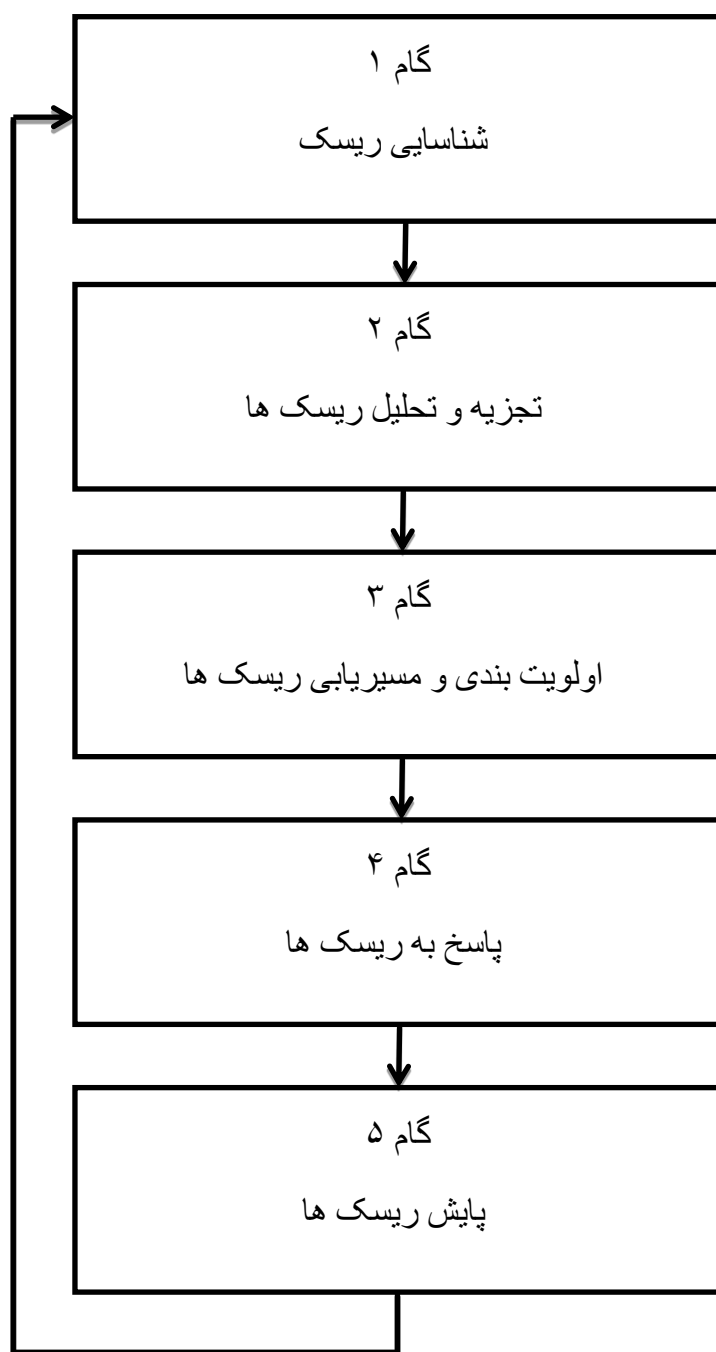 گام ۱
شناسایی ریسک
گام ۲
تجزیه و تحلیل ریسک ها
گام ۳
اولویت بندی و مسیریابی ریسک ها
گام ۴
پاسخ به ریسک ها
گام ۵
پایش ریسک ها